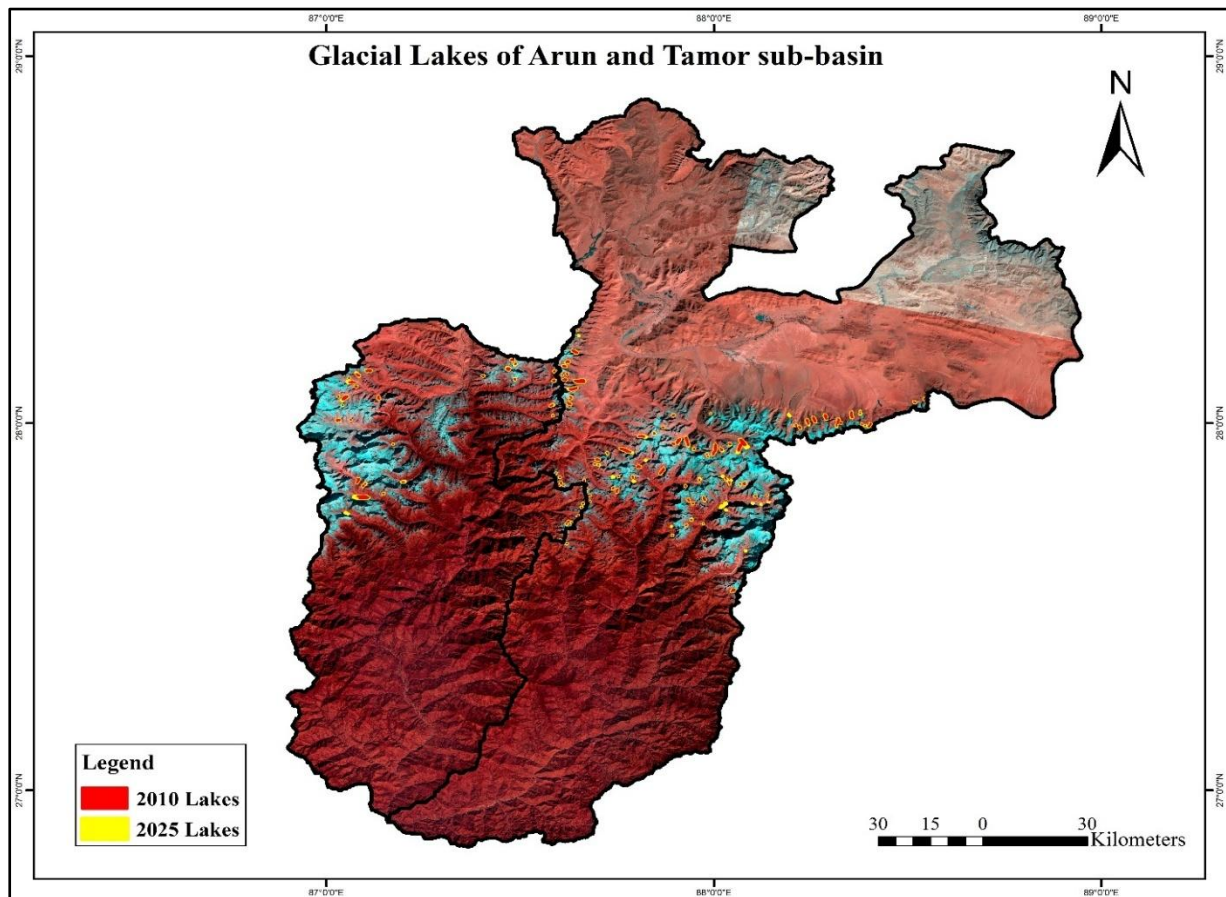 87°0'0"E 88°0'0"E 89°0'0"E
Glacial Lakes of Arun and Tamor sub-basin
29°0'0"N 29°0'0"N
N
28°0'0"N 28°0'0"N
Legend
2010 Lakes
2025 Lakes
27°0'0"N 27°0'0"N
30 15 0 30
Kilometers
87°0'0"E 88°0'0"E 89°0'0"E